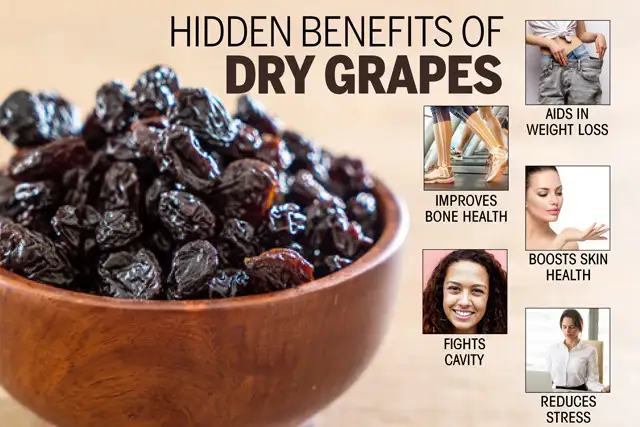 HIDDEN BENEFITS OF
DRY GRAPES
AIDS IN
WEIGHT LOSS
IMPROVES
BONE HEALTH
BOOSTS SKIN
HEALTH
FIGHTS
CAVITY
REDUCES
STRESS